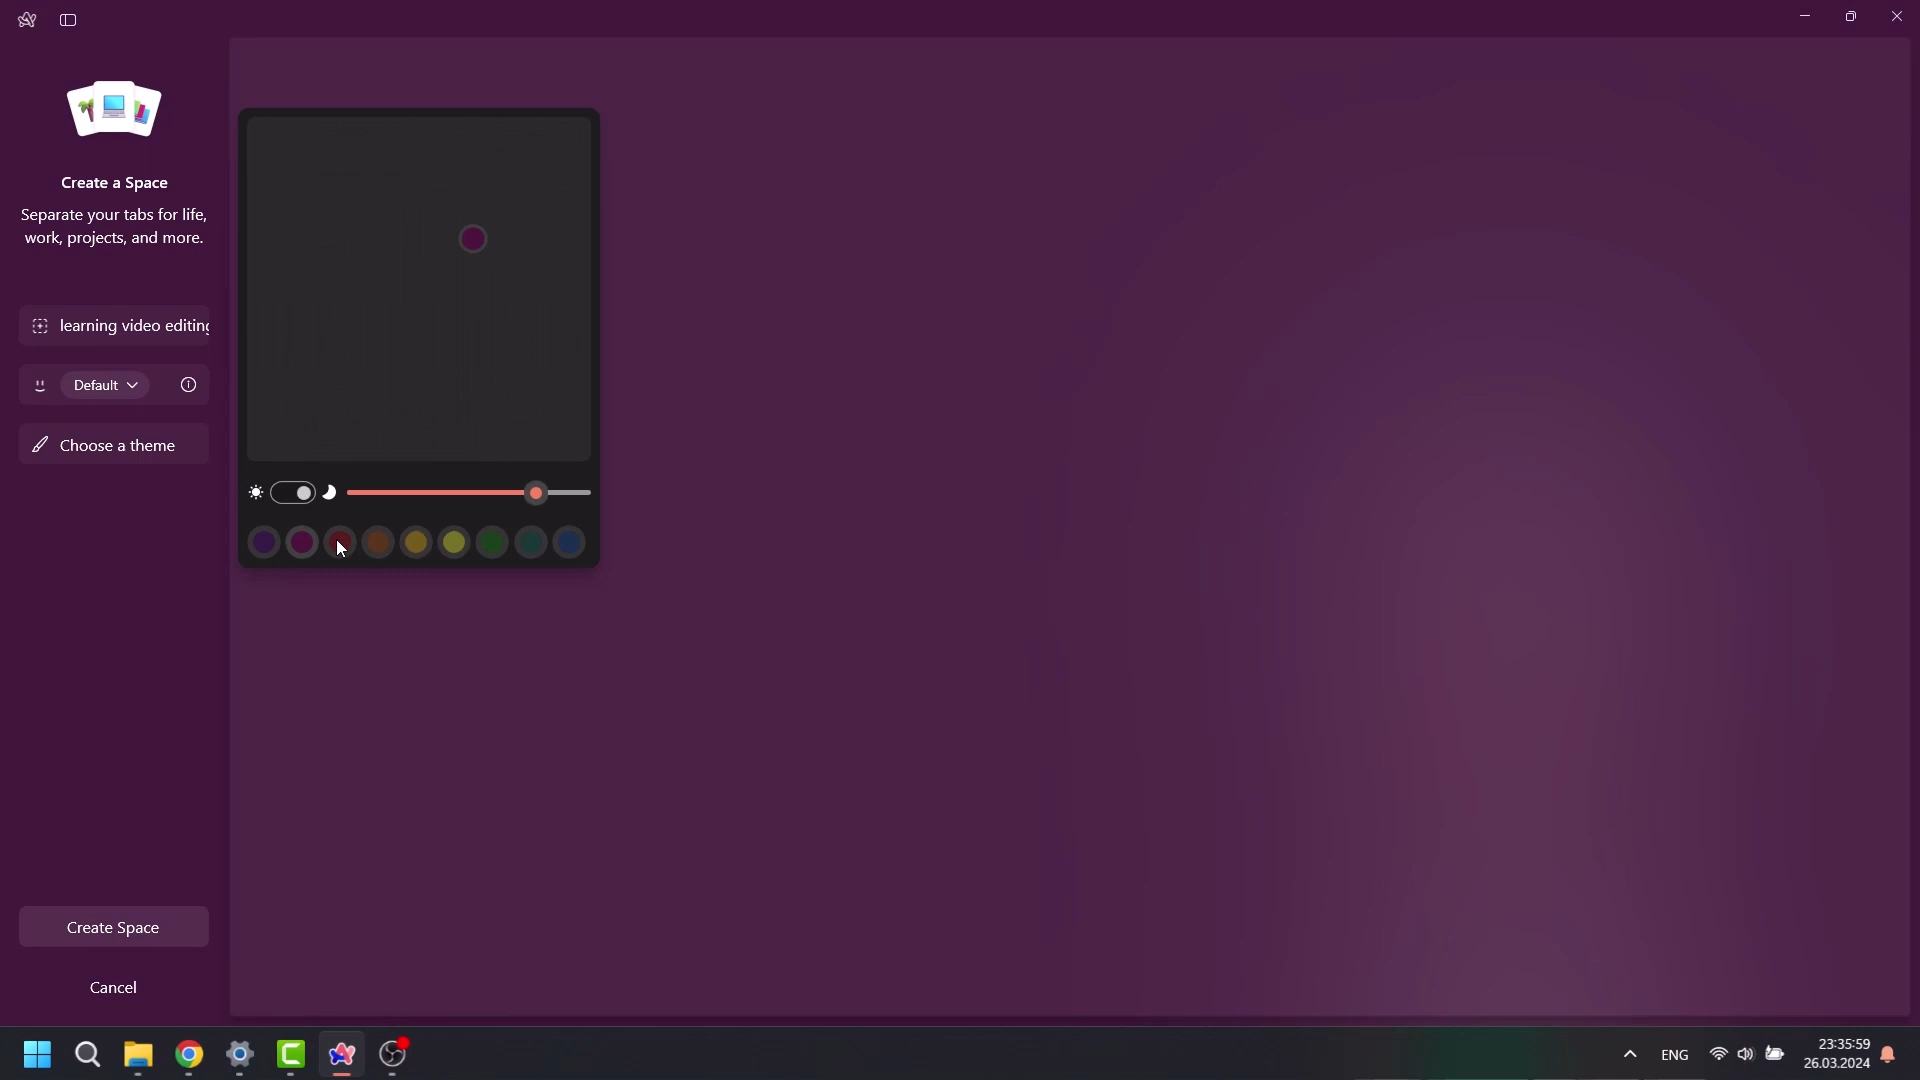 Create a Space
Separate your tabs for life,
work, projects, and more.
learning video editing
Default
Choose a theme
Create Space
Cancel
ENG
23:35:59
26.03.2024